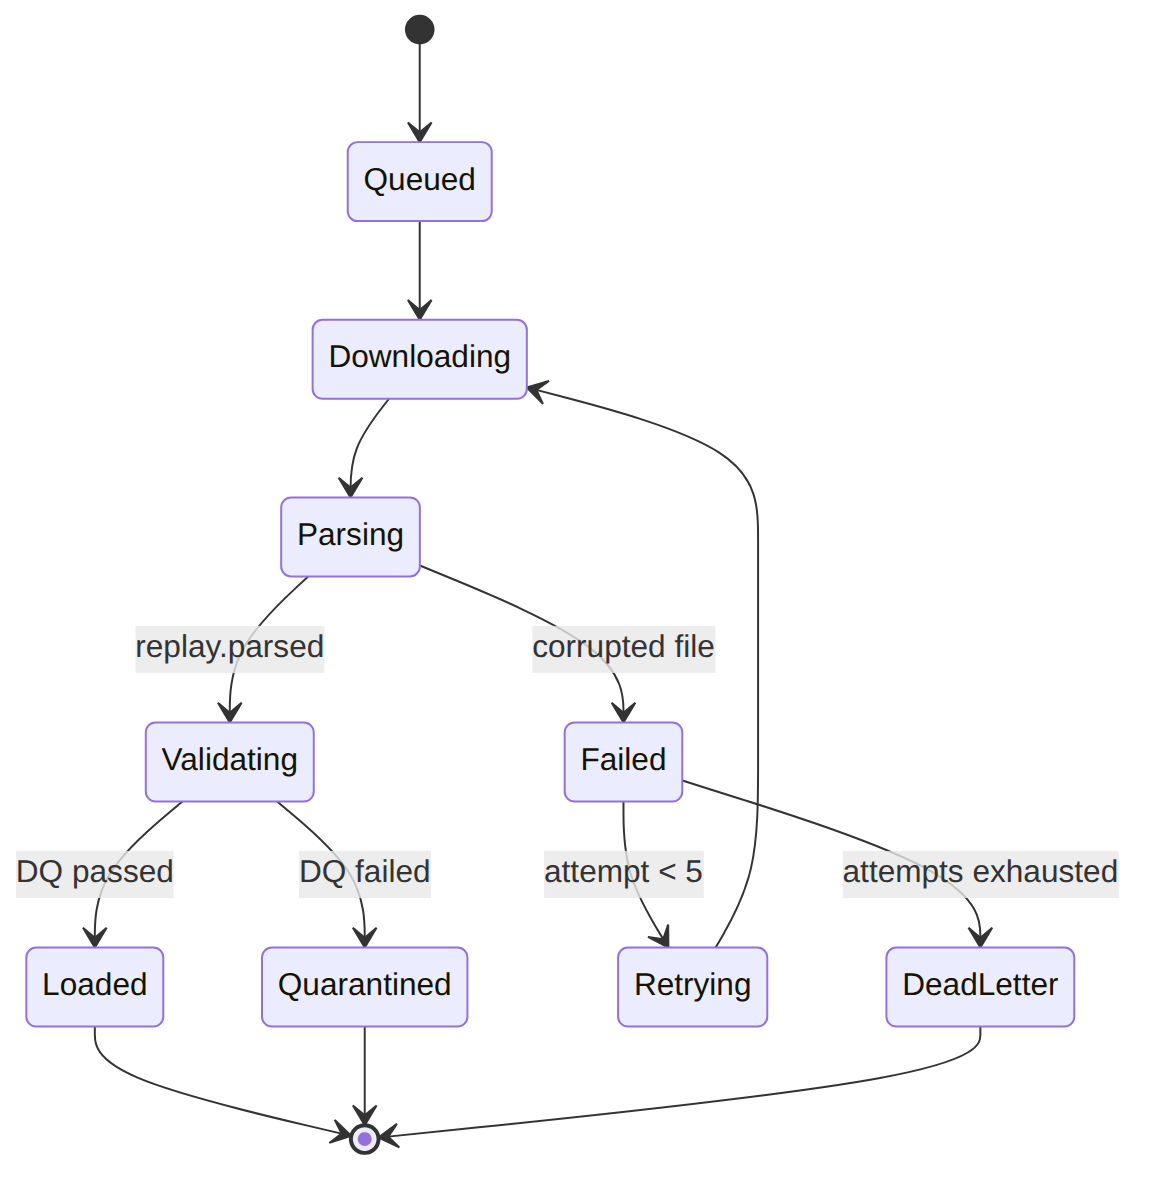 Queued
Downloading
Parsing
replay.parsed
corrupted file
Validating
Failed
DQ passed
DQ failed
attempt < 5
attempts exhausted
Loaded
Quarantined
Retrying
DeadLetter